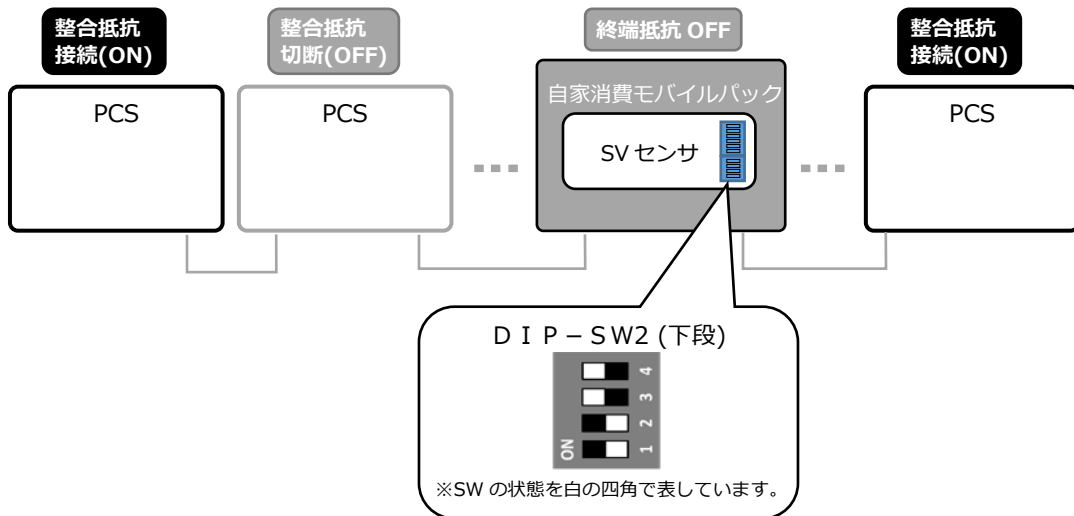 整合抵抗
接続(ON)
整合抵抗
切断(OFF)
終端抵抗 OFF
整合抵抗
接続(ON)
PCS
PCS
自家消費モバイルパック
SV センサ
PCS
ＤＩＰ－ＳＷ2 (下段)
4
3
2
1
ON
※SW の状態を白の四角で表しています。